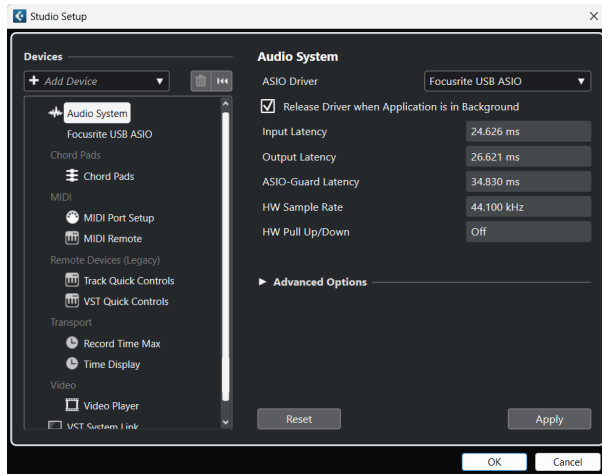 Studio Setup
Devices
Add Device
Audio System
Focusrite USB ASIO
Chord Pads
Chord Pads
MIDI
MIDI Port Setup
MIDI Remote
Remote Devices (Legacy)
Track Quick Controls
VST Quick Controls
Transport
Record Time Max
Time Display
Video
Video Player
VST System Link
Audio System
ASIO Driver Focusrite USB ASIO
Release Driver when Application is in Background
Input Latency 24.626 ms
Output Latency 26.621 ms
ASIO-Guard Latency 34.830 ms
HW Sample Rate 44.100 kHz
HW Pull Up/Down Off
Advanced Options
Reset Apply
OK Cancel